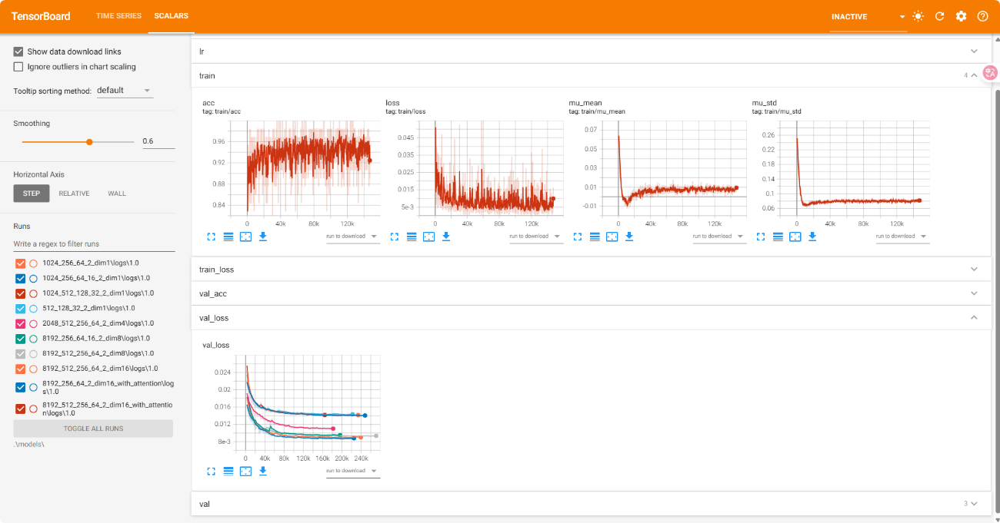 TensorBoard
TIME SERIES
SCALARS
INACTIVE
Show data download links
Ignore outliers in chart scaling
Tooltip sorting method: default
Smoothing
0.6
Horizontal Axis
STEP
RELATIVE
WALL
Runs
Write a regex to filter runs
1024_256_64_2_dim1\logs\1.0
1024_256_64_16_2_dim1\logs\1.0
1024_512_128_32_2_dim1\logs\1.0
512_128_32_2_dim1\logs\1.0
2048_512_256_64_2_dim4\logs\1.0
8192_256_64_16_2_dim8\logs\1.0
8192_512_256_64_2_dim8\logs\1.0
8192_512_256_64_2_dim16\logs\1.0
8192_256_64_2_dim16_with_attention\log
s\1.0
8192_512_256_64_2_dim16_with_attentio
n\logs\1.0
TOGGLE ALL RUNS
.\models\
lr
train
4
acc
tag: train/acc
0.96
0.92
0.88
0.84
0 40k 80k 120k
run to download
loss
tag: train/loss
0.045
0.035
0.025
0.015
5e-3
0 40k 80k 120k
run to download
mu_mean
tag: train/mu_mean
0.07
0.05
0.03
0.01
-0.01
0 40k 80k 120k
run to download
mu_std
tag: train/mu_std
0.26
0.22
0.18
0.14
0.1
0.06
0 40k 80k 120k
run to download
train_loss
val_acc
val_loss
val_loss
0.024
0.02
0.016
0.012
8e-3
0 40k 80k 120k 160k 200k 240k
run to download
val
3